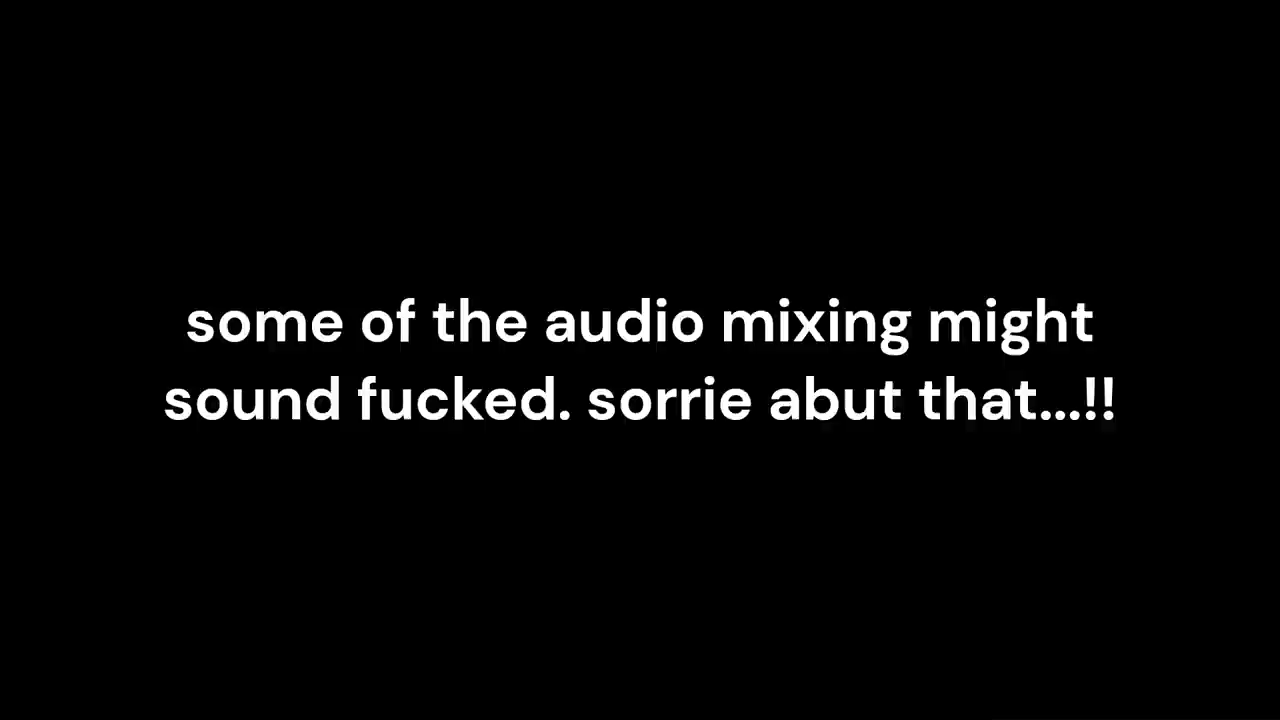 some of the audio mixing might
sound fucked. sorrie abut that...!!